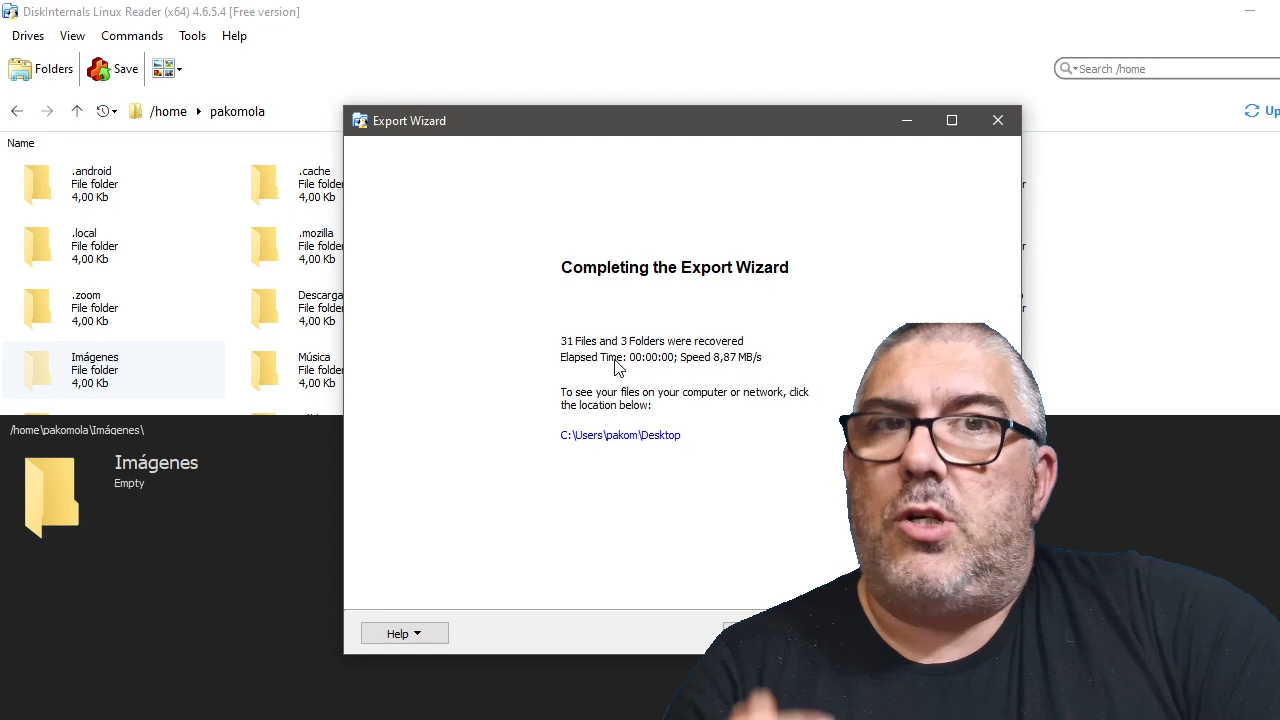 DiskInternals Linux Reader (x64) 4.6.5.4 [Free version]
Drives View Commands Tools Help
Folders Save Search /home
/home pakomola Up
Export Wizard
Name
.android
File folder
4,00 Kb
.cache
File folder
4,00 Kb
.local
File folder
4,00 Kb
.mozilla
File folder
4,00 Kb
.zoom
File folder
4,00 Kb
Descarga
File folder
4,00 Kb
Imágenes
File folder
4,00 Kb
Música
File folder
4,00 Kb
Completing the Export Wizard
31 Files and 3 Folders were recovered
Elapsed Time: 00:00:00; Speed 8,87 MB/s
To see your files on your computer or network, click
the location below:
C:\Users\pakom\Desktop
Help
/home\pakomola\Imágenes\
Imágenes
Empty